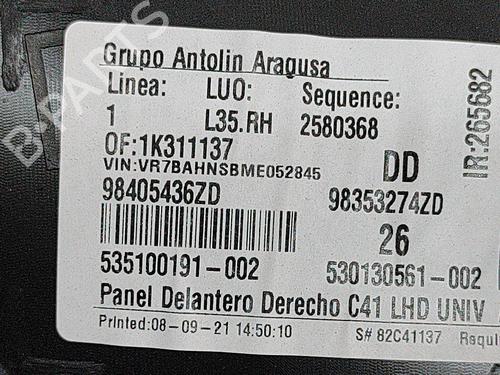 Grupo Antolin Aragusa
Linea: LUO: Sequence:
1 L35.RH 2580368
OF:1K311137
VIN:VR7BAHNSBME052845
DD
IR:265682
98405436ZD 98353274ZD
26
535100191-002 530130561-002
Panel Delantero Derecho C41 LHD UNIV
Printed:08-09-21 14:50:10 S# 82C41137 Requi
B-PARTS